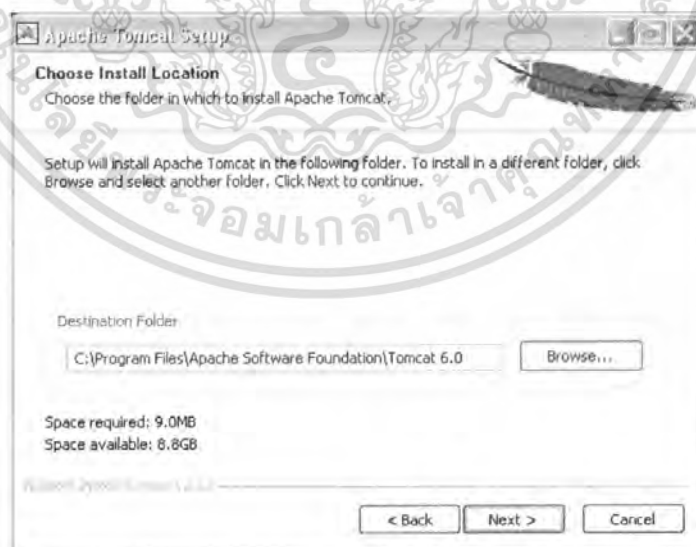 Apache Tomcat Setup
Choose Install Location
Choose the folder in which to install Apache Tomcat.
Setup will install Apache Tomcat in the following folder. To install in a different folder, click
Browse and select another folder. Click Next to continue.
พระจอมเกล้าเจ้าคุณ
Destination Folder
C:\Program Files\Apache Software Foundation\Tomcat 6.0
Browse...
Space required: 9.0MB
Space available: 8.8GB
< Back
Next >
Cancel